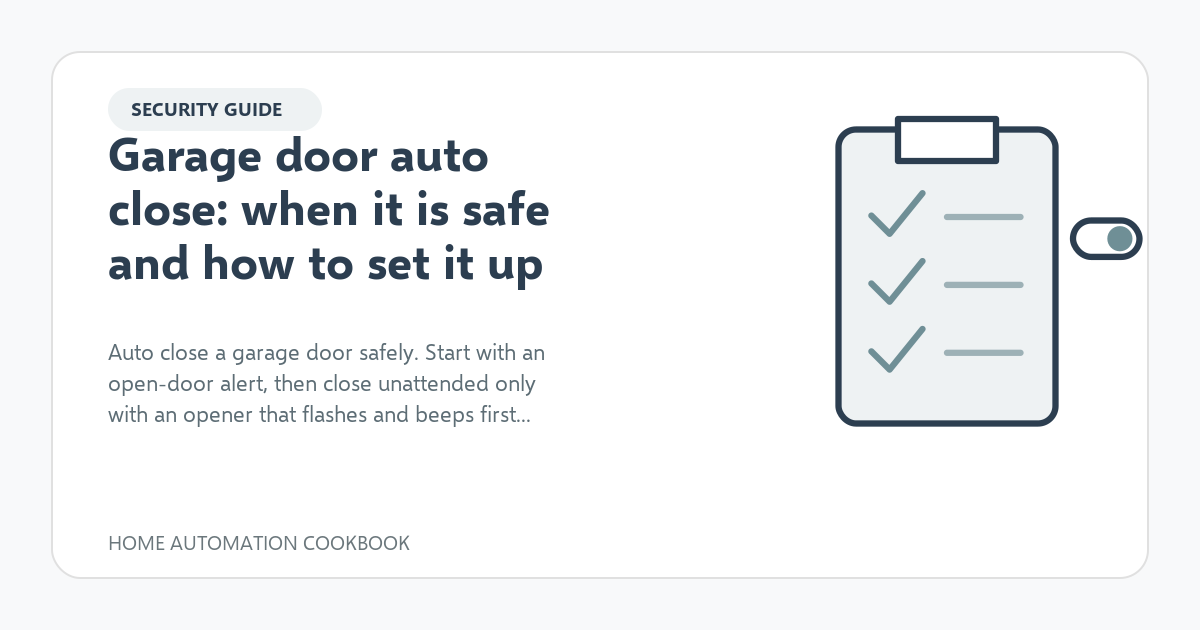 SECURITY GUIDE
Garage door auto
close: when it is safe
and how to set it up
Auto close a garage door safely. Start with an
open-door alert, then close unattended only
with an opener that flashes and beeps first...
HOME AUTOMATION COOKBOOK